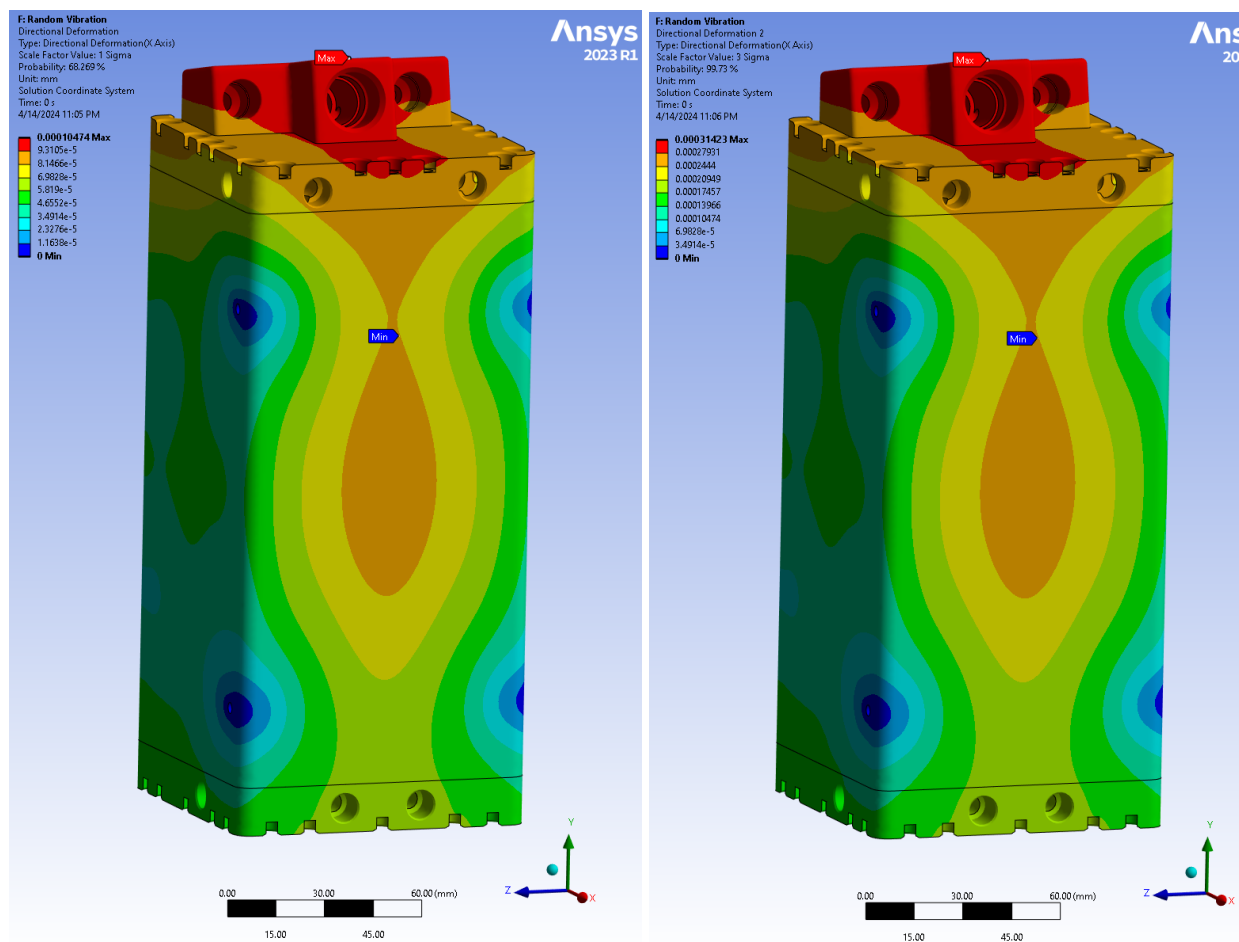 F: Random Vibration
Directional Deformation
Type: Directional Deformation(X Axis)
Scale Factor Value: 1 Sigma
Probability: 68.269 %
Unit: mm
Solution Coordinate System
Time: 0 s
4/14/2024 11:05 PM
Ansys
2023 R1
0.00010474 Max
9.3105e-5
8.1466e-5
6.9828e-5
5.819e-5
4.6552e-5
3.4914e-5
2.3276e-5
1.1638e-5
0 Min
Max
Min
0.00
30.00
60.00 (mm)
15.00
45.00
Y
Z
X
F: Random Vibration
Directional Deformation 2
Type: Directional Deformation(X Axis)
Scale Factor Value: 3 Sigma
Probability: 99.73 %
Unit: mm
Solution Coordinate System
Time: 0 s
4/14/2024 11:06 PM
Ans
20
0.00031423 Max
0.00027931
0.0002444
0.00020949
0.00017457
0.00013966
0.00010474
6.9828e-5
3.4914e-5
0 Min
Max
Min
0.00
30.00
60.00 (mm)
15.00
45.00
Y
Z
X